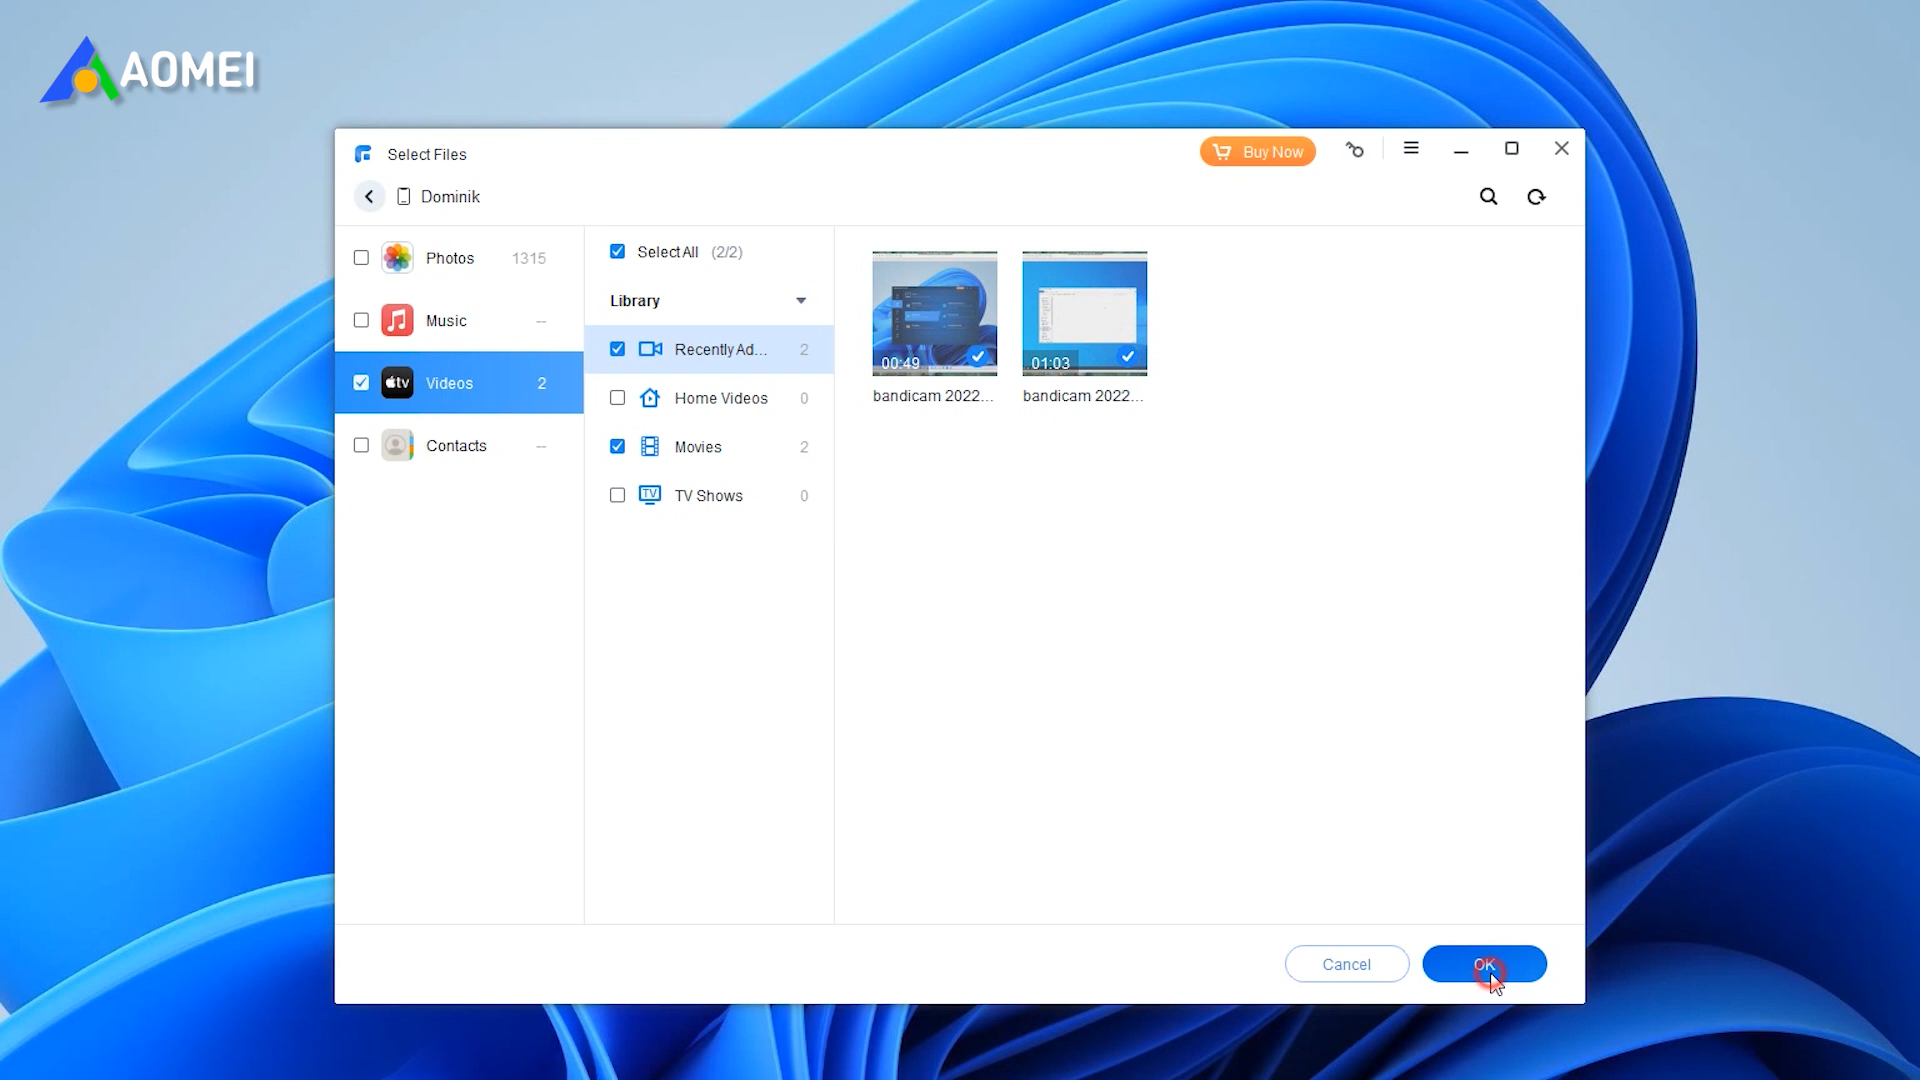 AOMEI
Select Files
Buy Now
Dominik
Photos 1315
Music --
tv Videos 2
Contacts --
Select All (2/2)
Library
Recently Ad... 2
Home Videos 0
Movies 2
TV TV Shows 0
00:49
01:03
bandicam 2022...
bandicam 2022...
Cancel
OK